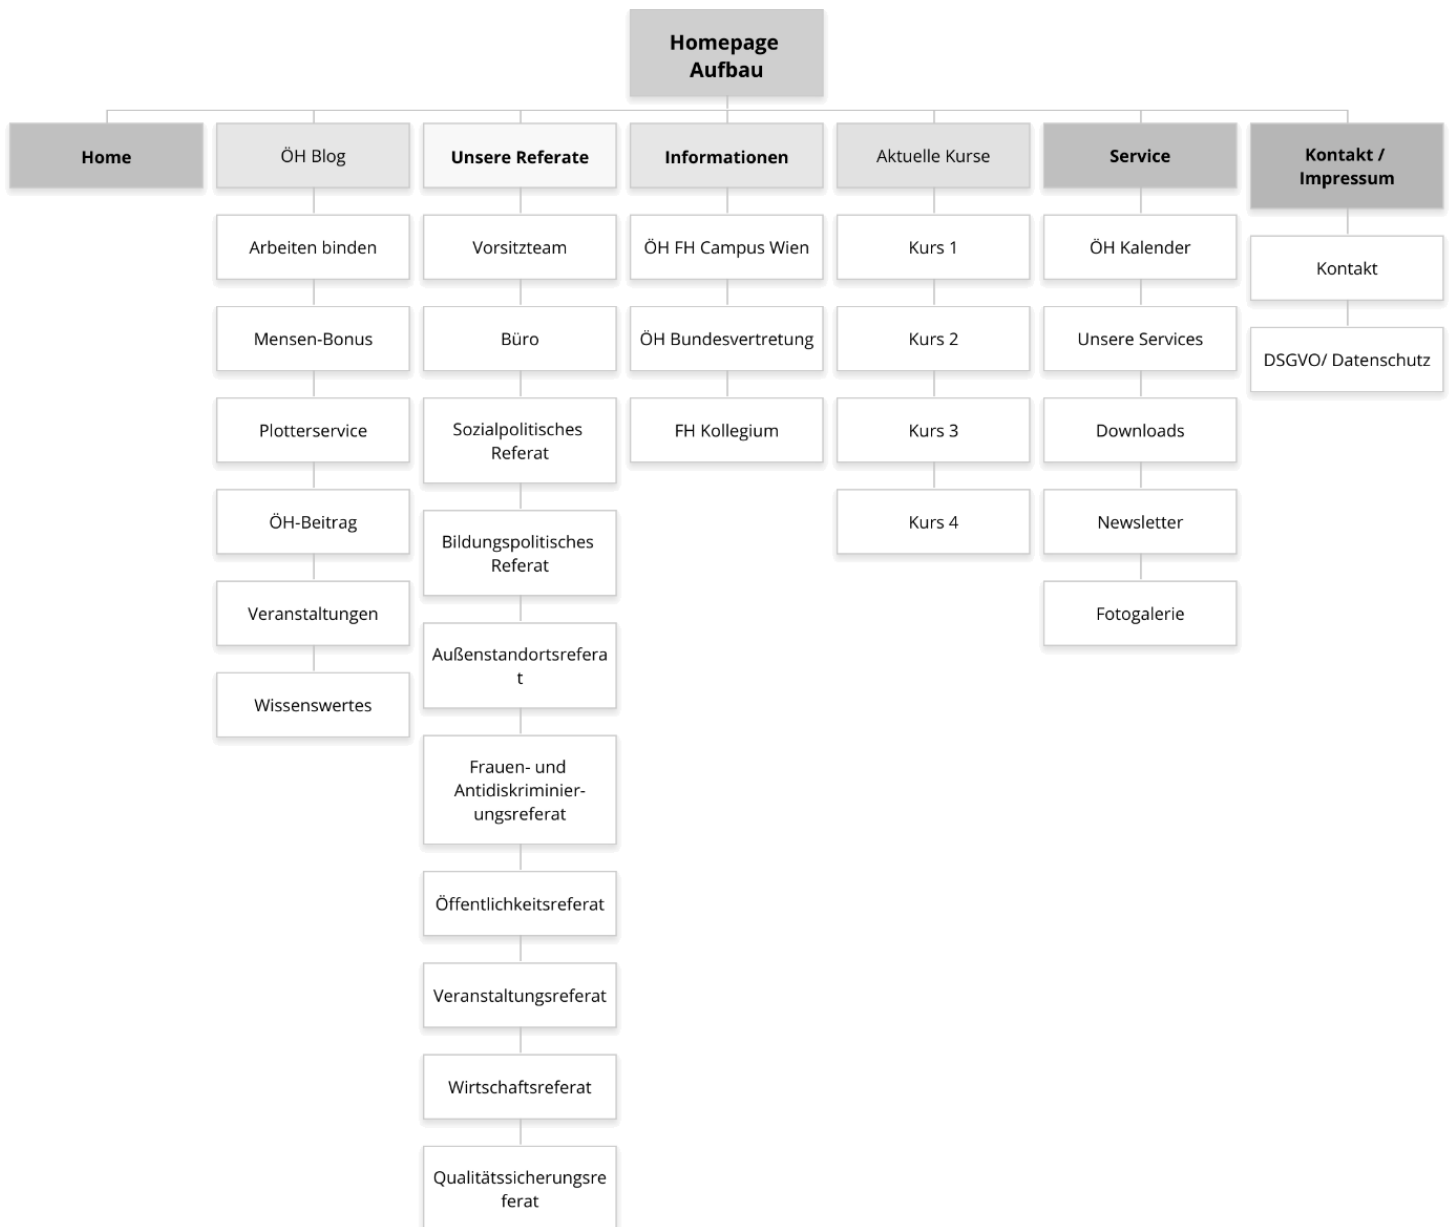 Homepage
Aufbau
Home
ÖH Blog
Arbeiten binden
Mensen-Bonus
Plotterservice
ÖH-Beitrag
Veranstaltungen
Wissenswertes
Unsere Referate
Vorsitzteam
Büro
Sozialpolitisches
Referat
Bildungspolitisches
Referat
Außenstandortsrefera
t
Frauen- und
Antidiskriminier-
ungsreferat
Öffentlichkeitsreferat
Veranstaltungsreferat
Wirtschaftsreferat
Qualitätssicherungsre
ferat
Informationen
ÖH FH Campus Wien
ÖH Bundesvertretung
FH Kollegium
Aktuelle Kurse
Kurs 1
Kurs 2
Kurs 3
Kurs 4
Service
ÖH Kalender
Unsere Services
Downloads
Newsletter
Fotogalerie
Kontakt /
Impressum
Kontakt
DSGVO/ Datenschutz